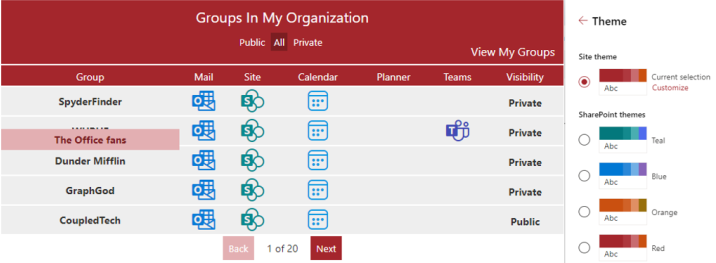 Groups In My Organization
Public All Private
View My Groups
Group Mail Site Calendar Planner Teams Visibility
SpyderFinder Private
Private
The Office fans
Dunder Mifflin Private
GraphGod Private
CoupledTech Public
Back 1 of 20 Next
Theme
Site theme
Abc Current selection
Customize
SharePoint themes
Abc Teal
Abc Blue
Abc Orange
Abc Red